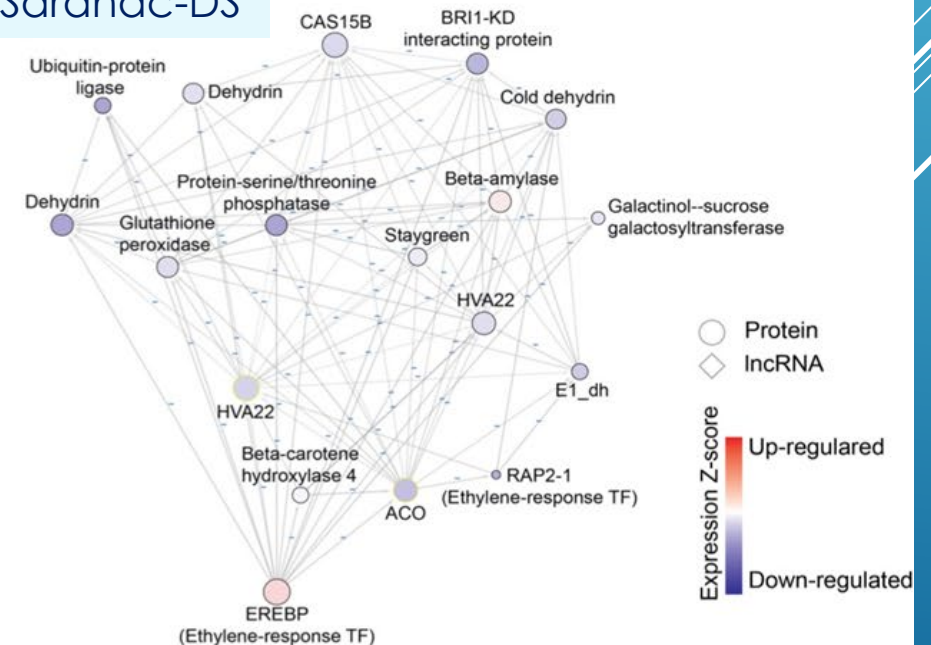 Saranac-DS
CAS15B
BRI1-KD
interacting protein
Ubiquitin-protein
ligase
Dehydrin
Cold dehydrin
Dehydrin
Protein-serine/threonine
phosphatase
Beta-amylase
Glutathione
peroxidase
Staygreen
Galactinol--sucrose
galactosyltransferase
HVA22
Protein
lncRNA
E1_dh
HVA22
Beta-carotene
hydroxylase 4
RAP2-1
(Ethylene-response TF)
ACO
EREBP
(Ethylene-response TF)
Expression Z-score
Up-regulared
Down-regulated